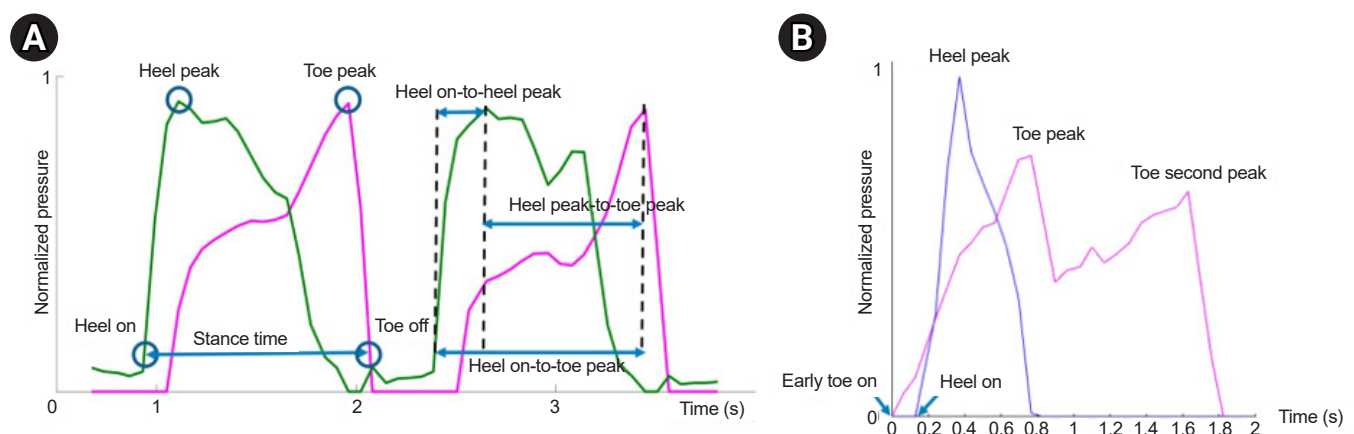 A
1
Heel peak
Toe peak
Heel on-to-heel peak
Normalized pressure
Heel peak-to-toe peak
Heel on
Stance time
Toe off
Heel on-to-toe peak
0
1
2
3
Time (s)
B
Heel peak
1
Toe peak
Toe second peak
Normalized pressure
Early toe on
Heel on
0
0 0.2 0.4 0.6 0.8 1 1.2 1.4 1.6 1.8 2
Time (s)